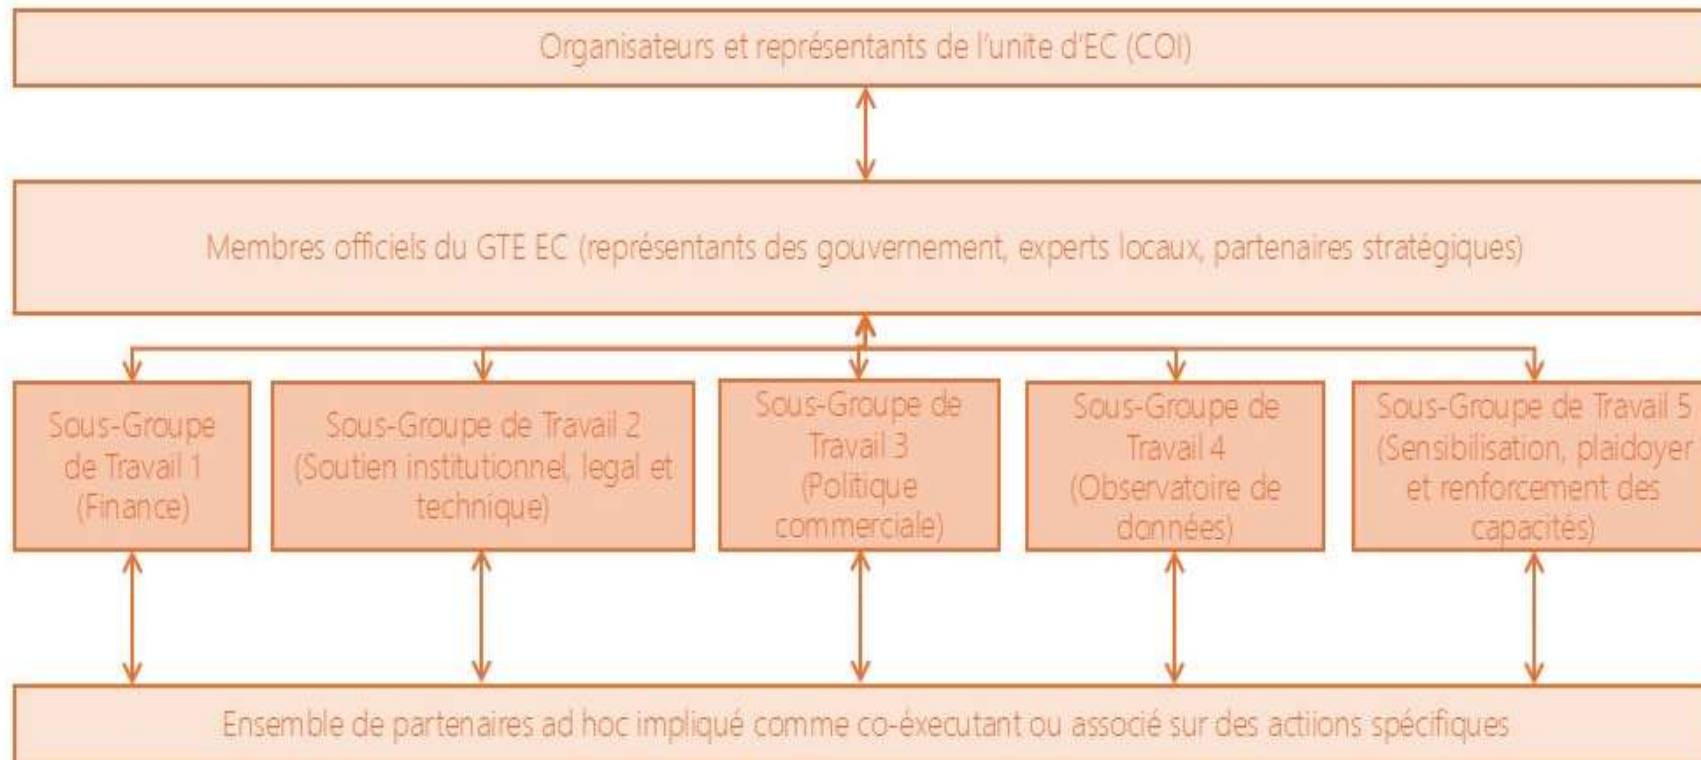 Organisateurs et représentants de l'unite d'EC (COI)
Membres officiels du GTE EC (représentants des gouvernement, experts locaux, partenaires stratégiques)
Sous-Groupe
de Travail 1
(Finance)
Sous-Groupe de Travail 2
(Soutien institutionnel, legal et
technique)
Sous-Groupe de
Travail 3
(Politique
commerciale)
Sous-Groupe de
Travail 4
(Observatoire de
données)
Sous-Groupe de Travail 5
(Sensibilisation, plaidoyer
et renforcement des
capacités)
Ensemble de partenaires ad hoc impliqué comme co-éxecutant ou associé sur des actiions spécifiques